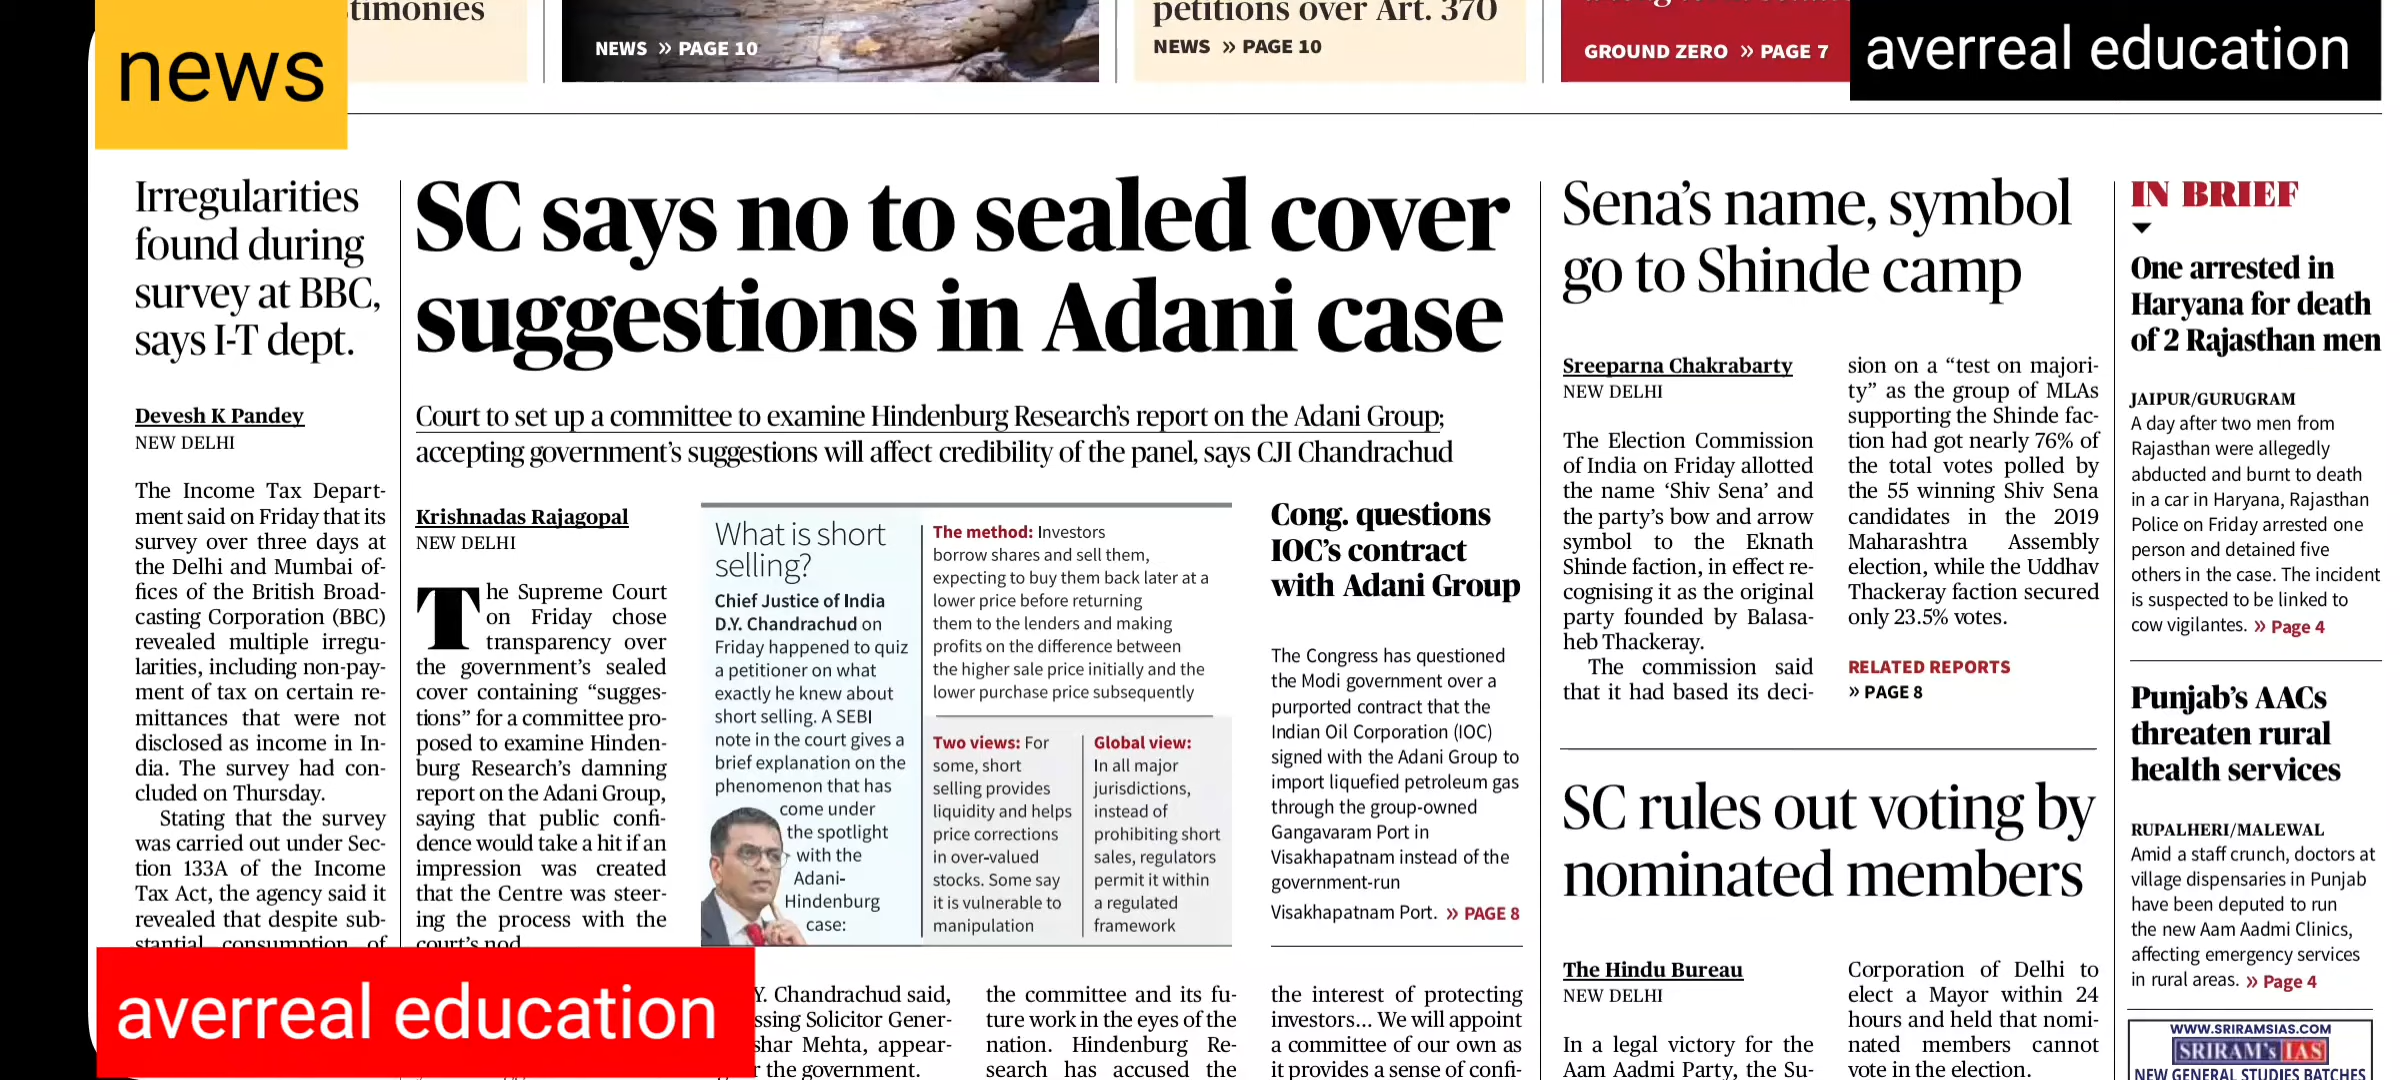 timonies
news
NEWS » PAGE 10
petitions over Art. 370
NEWS » PAGE 10
GROUND ZERO » PAGE 7
averreal education
Irregularities
found during
survey at BBC,
says I-T dept.
Devesh K Pandey
NEW DELHI
The Income Tax Depart-
ment said on Friday that its
survey over three days at
the Delhi and Mumbai of-
fices of the British Broad-
casting Corporation (BBC)
revealed multiple irregu-
larities, including non-pay-
ment of tax on certain re-
mittances that were not
disclosed as income in In-
dia. The survey had con-
cluded on Thursday.
Stating that the survey
was carried out under Sec-
tion 133A of the Income
Tax Act, the agency said it
revealed that despite sub-
stantial consumption of
SC says no to sealed cover
suggestions in Adani case
Court to set up a committee to examine Hindenburg Research's report on the Adani Group;
accepting government's suggestions will affect credibility of the panel, says CJI Chandrachud
Krishnadas Rajagopal
NEW DELHI
The Supreme Court
on Friday chose
transparency over
the government's sealed
cover containing "sugges-
tions" for a committee pro-
posed to examine Hinden-
burg Research's damning
report on the Adani Group,
saying that public confi-
dence would take a hit if an
impression was created
that the Centre was steer-
ing the process with the
court's nod.
What is short
selling?
Chief Justice of India
D.Y. Chandrachud on
Friday happened to quiz
a petitioner on what
exactly he knew about
short selling. A SEBI
note in the court gives a
brief explanation on the
phenomenon that has
come under
the spotlight
with the
Adani-
Hindenburg
case:
The method: Investors
borrow shares and sell them,
expecting to buy them back later at a
lower price before returning
them to the lenders and making
profits on the difference between
the higher sale price initially and the
lower purchase price subsequently
Two views: For
some, short
selling provides
liquidity and helps
price corrections
in over-valued
stocks. Some say
it is vulnerable to
manipulation
Global view:
In all major
jurisdictions,
instead of
prohibiting short
sales, regulators
permit it within
a regulated
framework
Cong. questions
IOC's contract
with Adani Group
The Congress has questioned
the Modi government over a
purported contract that the
Indian Oil Corporation (IOC)
signed with the Adani Group to
import liquefied petroleum gas
through the group-owned
Gangavaram Port in
Visakhapatnam instead of the
government-run
Visakhapatnam Port. » PAGE 8
averreal education
Y. Chandrachud said,
ssing Solicitor Gener-
shar Mehta, appear-
r the government.
the committee and its fu-
ture work in the eyes of the
nation. Hindenburg Re-
search has accused the
the interest of protecting
investors... We will appoint
a committee of our own as
it provides a sense of confi-
Sena's name, symbol
go to Shinde camp
Sreeparna Chakrabarty
NEW DELHI
The Election Commission
of India on Friday allotted
the name 'Shiv Sena' and
the party's bow and arrow
symbol to the Eknath
Shinde faction, in effect re-
cognising it as the original
party founded by Balasa-
heb Thackeray.
The commission said
that it had based its deci-
sion on a "test on majori-
ty" as the group of MLAs
supporting the Shinde fac-
tion had got nearly 76% of
the total votes polled by
the 55 winning Shiv Sena
candidates in the 2019
Maharashtra Assembly
election, while the Uddhav
Thackeray faction secured
only 23.5% votes.
RELATED REPORTS
» PAGE 8
SC rules out voting by
nominated members
The Hindu Bureau
NEW DELHI
In a legal victory for the
Aam Aadmi Party, the Su-
Corporation of Delhi to
elect a Mayor within 24
hours and held that nomi-
nated members cannot
vote in the election.
IN BRIEF
One arrested in
Haryana for death
of 2 Rajasthan men
JAIPUR/GURUGRAM
A day after two men from
Rajasthan were allegedly
abducted and burnt to death
in a car in Haryana, Rajasthan
Police on Friday arrested one
person and detained five
others in the case. The incident
is suspected to be linked to
cow vigilantes. » Page 4
Punjab's AACs
threaten rural
health services
RUPALHERI/MALEWAL
Amid a staff crunch, doctors at
village dispensaries in Punjab
have been deputed to run
the new Aam Aadmi Clinics,
affecting emergency services
in rural areas. » Page 4
WWW.SRIRAMSIAS.COM
SRIRAM's IAS
NEW GENERAL STUDIES BATCHES